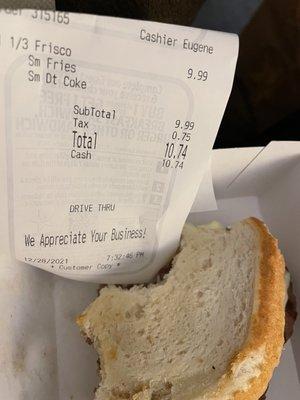 der 315165
Cashier Eugene
1/3 Frisco 9.99
Sm Fries
Sm Dt Coke
SubTotal 9.99
Tax 0.75
Total 10.74
Cash 10.74
DRIVE THRU
We Appreciate Your Business!
12/28/2021 7:32:46 PM
* Customer Copy *